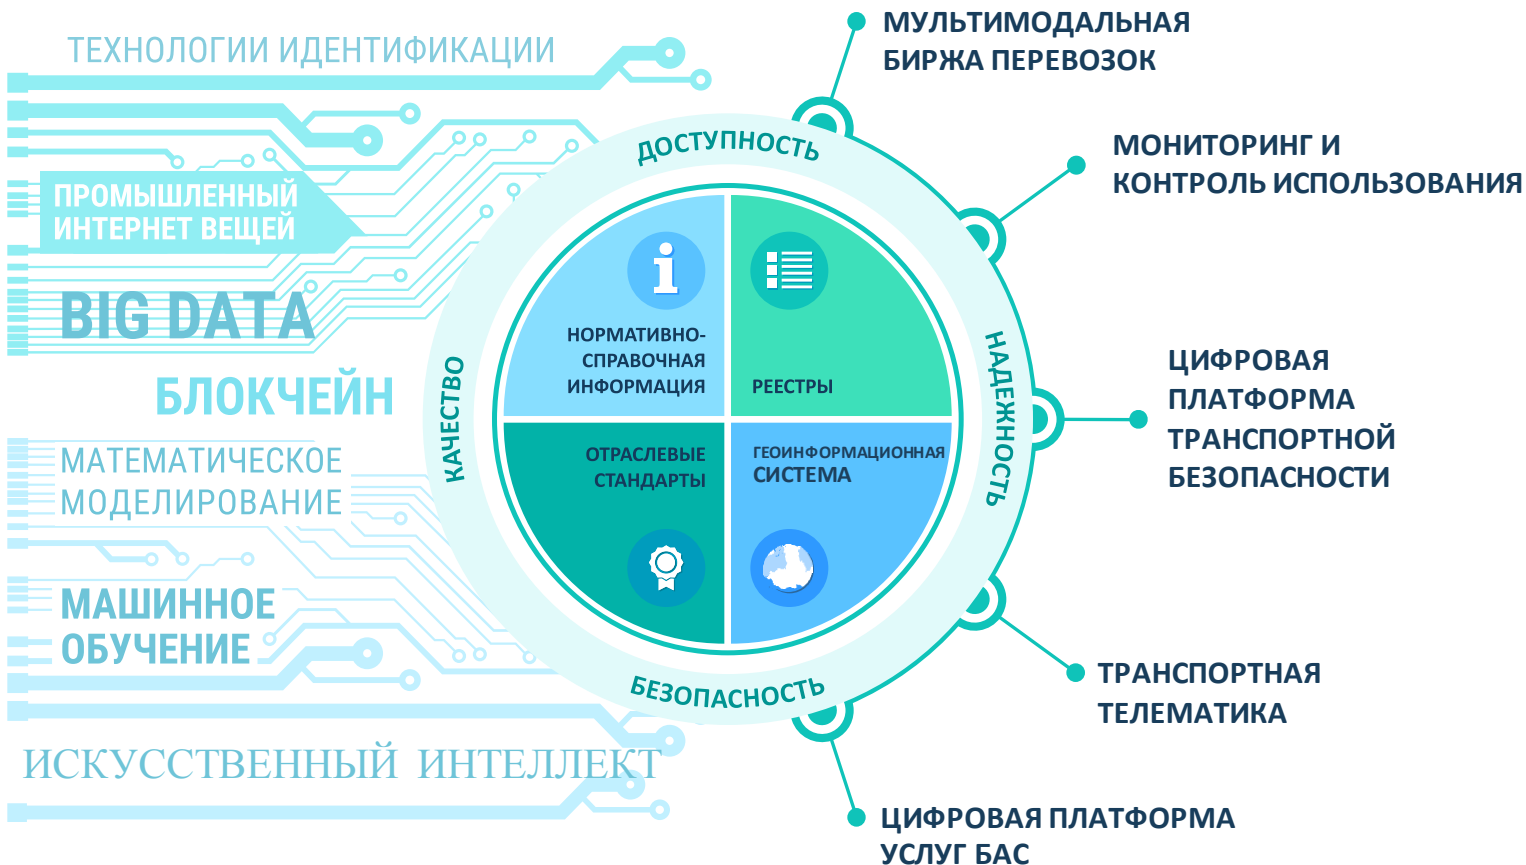 ТЕХНОЛОГИИ ИДЕНТИФИКАЦИИ
ПРОМЫШЛЕННЫЙ
ИНТЕРНЕТ ВЕЩЕЙ
BIG DATA
БЛОКЧЕЙН
МАТЕМАТИЧЕСКОЕ
МОДЕЛИРОВАНИЕ
МАШИННОЕ
ОБУЧЕНИЕ
ИСКУССТВЕННЫЙ ИНТЕЛЛЕКТ
ДОСТУПНОСТЬ
КАЧЕСТВО
НАДЕЖНОСТЬ
БЕЗОПАСНОСТЬ
НОРМАТИВНО-
СПРАВОЧНАЯ
ИНФОРМАЦИЯ
РЕЕСТРЫ
ОТРАСЛЕВЫЕ
СТАНДАРТЫ
ГЕОИНФОРМАЦИОННАЯ
СИСТЕМА
МУЛЬТИМОДАЛЬНАЯ
БИРЖА ПЕРЕВОЗОК
МОНИТОРИНГ И
КОНТРОЛЬ ИСПОЛЬЗОВАНИЯ
ЦИФРОВАЯ
ПЛАТФОРМА
ТРАНСПОРТНОЙ
БЕЗОПАСНОСТИ
ТРАНСПОРТНАЯ
ТЕЛЕМАТИКА
ЦИФРОВАЯ ПЛАТФОРМА
УСЛУГ БАС